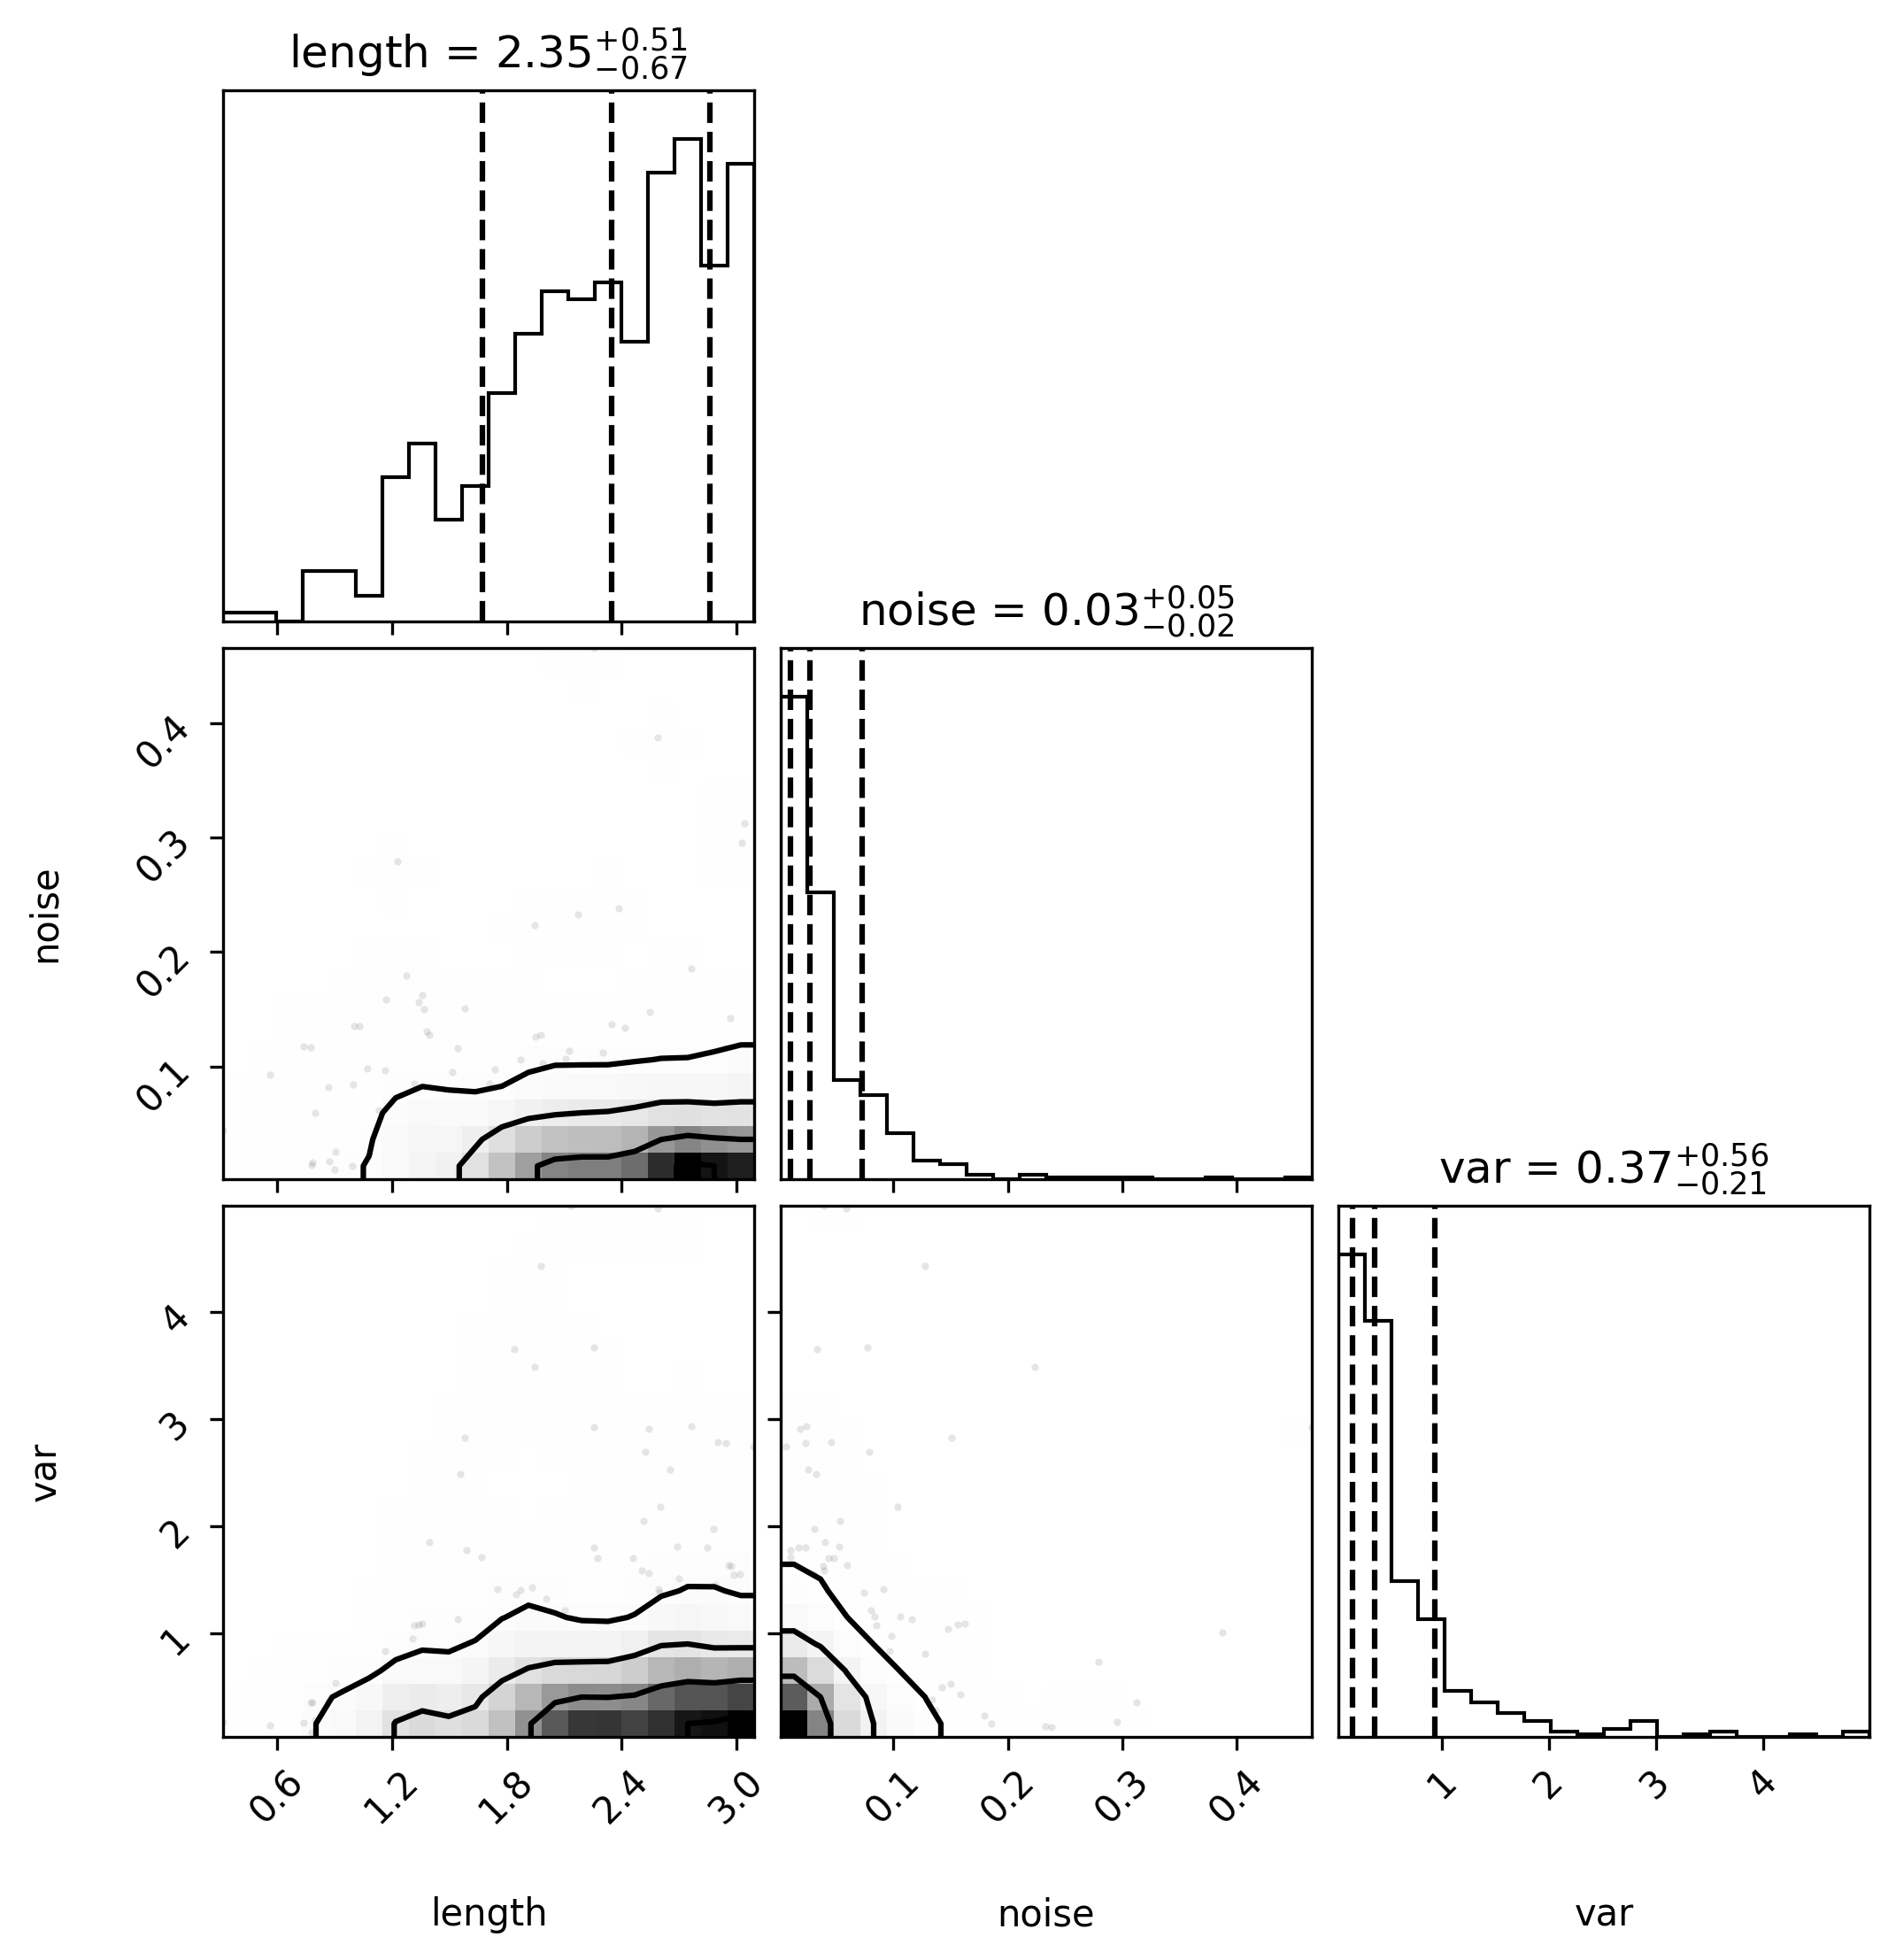 length = 2.35+0.51−0.67
noise = 0.03+0.05−0.02
0.4
0.3
0.2
0.1
noise
var = 0.37+0.56−0.21
4
3
2
1
var
0.6 1.2 1.8 2.4 3.0 0.1 0.2 0.3 0.4 1 2 3 4
length noise var